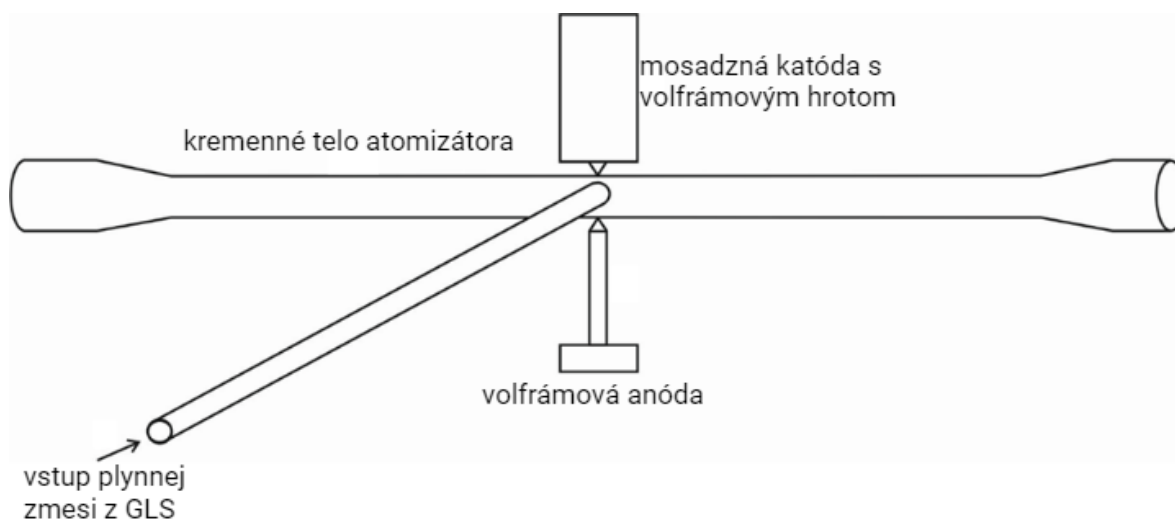 mosadzná katóda s
volfrámovým hrotom
kremenné telo atomizátora
volfrámová anóda
vstup plynnej
zmesi z GLS